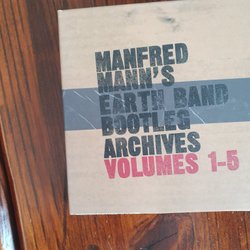 MANFRED
MANN'S
EARTH BAND
BOOTLEG
ARCHIVES
VOLUMES 1-5